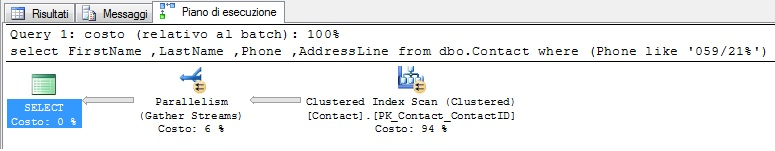 Risultati Messaggi Piano di esecuzione
Query 1: costo (relativo al batch): 100%
select FirstName ,LastName ,Phone ,AddressLine from dbo.Contact where (Phone like '059/21%')
SELECT
Costo: 0 %
Parallelism
(Gather Streams)
Costo: 6 %
Clustered Index Scan (Clustered)
[Contact].[PK_Contact_ContactID]
Costo: 94 %